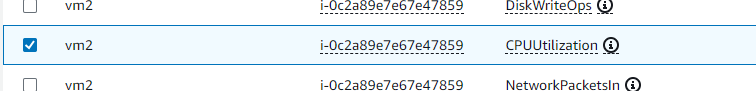 vm2 i-0c2a89e7e67e47859 DiskWriteOps
vm2 i-0c2a89e7e67e47859 CPUUtilization
vm2 i-0c2a89e7e67e47859 NetworkPacketsIn